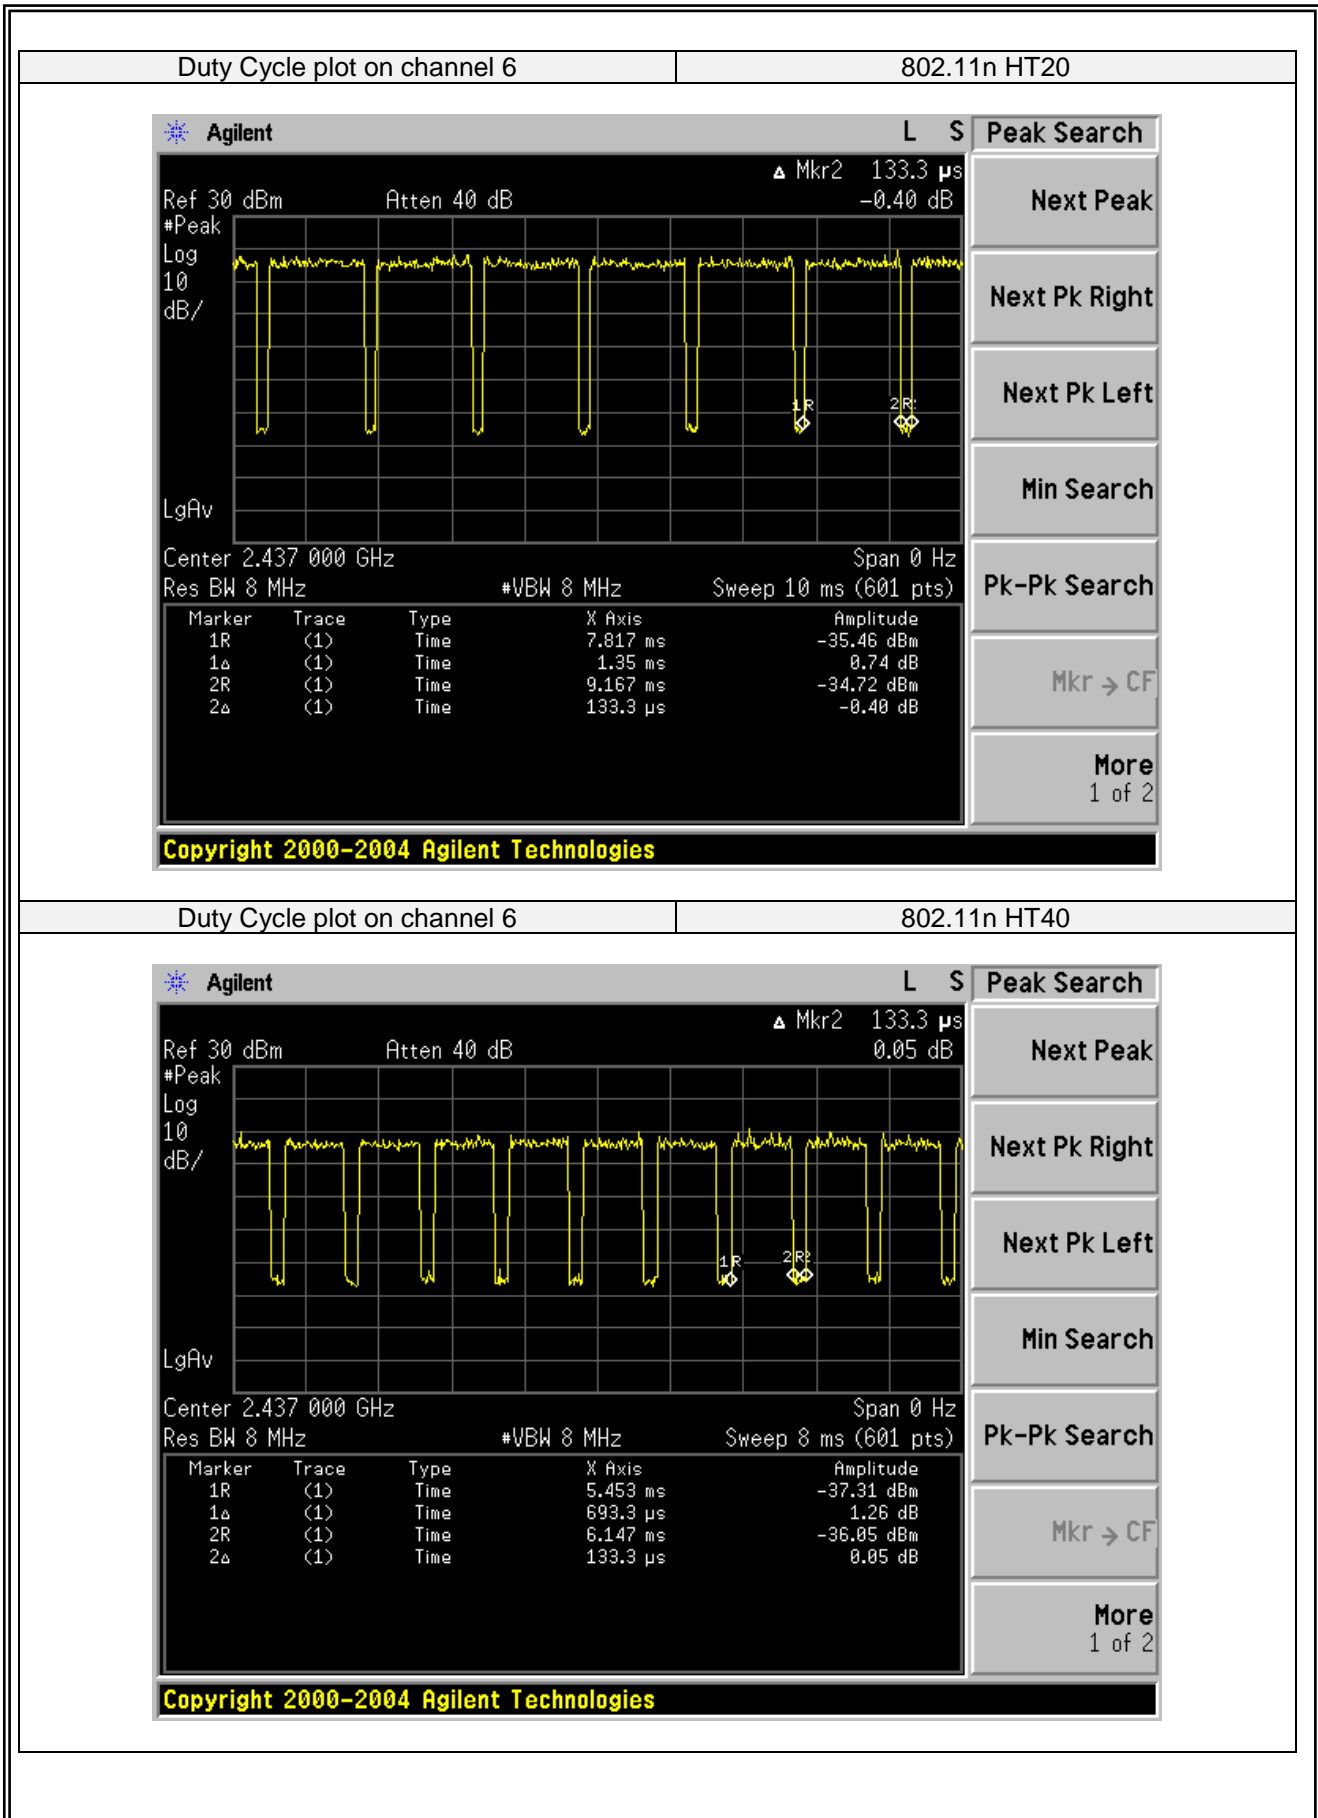 Duty Cycle plot on channel 6 802.11n HT20
Agilent L S Peak Search
Δ Mkr2 133.3 µs
Ref 30 dBm Atten 40 dB -0.40 dB
#Peak
Log
10
dB/
1R 2R
LgAv
Center 2.437 000 GHz Span 0 Hz
Res BW 8 MHz #VBW 8 MHz Sweep 10 ms (601 pts)
Marker Trace Type X Axis Amplitude
1R (1) Time 7.817 ms -35.46 dBm
1Δ (1) Time 1.35 ms 0.74 dB
2R (1) Time 9.167 ms -34.72 dBm
2Δ (1) Time 133.3 µs -0.40 dB
Next Peak
Next Pk Right
Next Pk Left
Min Search
Pk-Pk Search
Mkr → CF
More
1 of 2
Copyright 2000-2004 Agilent Technologies
Duty Cycle plot on channel 6 802.11n HT40
Agilent L S Peak Search
Δ Mkr2 133.3 µs
Ref 30 dBm Atten 40 dB 0.05 dB
#Peak
Log
10
dB/
1R 2R
LgAv
Center 2.437 000 GHz Span 0 Hz
Res BW 8 MHz #VBW 8 MHz Sweep 8 ms (601 pts)
Marker Trace Type X Axis Amplitude
1R (1) Time 5.453 ms -37.31 dBm
1Δ (1) Time 693.3 µs 1.26 dB
2R (1) Time 6.147 ms -36.05 dBm
2Δ (1) Time 133.3 µs 0.05 dB
Next Peak
Next Pk Right
Next Pk Left
Min Search
Pk-Pk Search
Mkr → CF
More
1 of 2
Copyright 2000-2004 Agilent Technologies